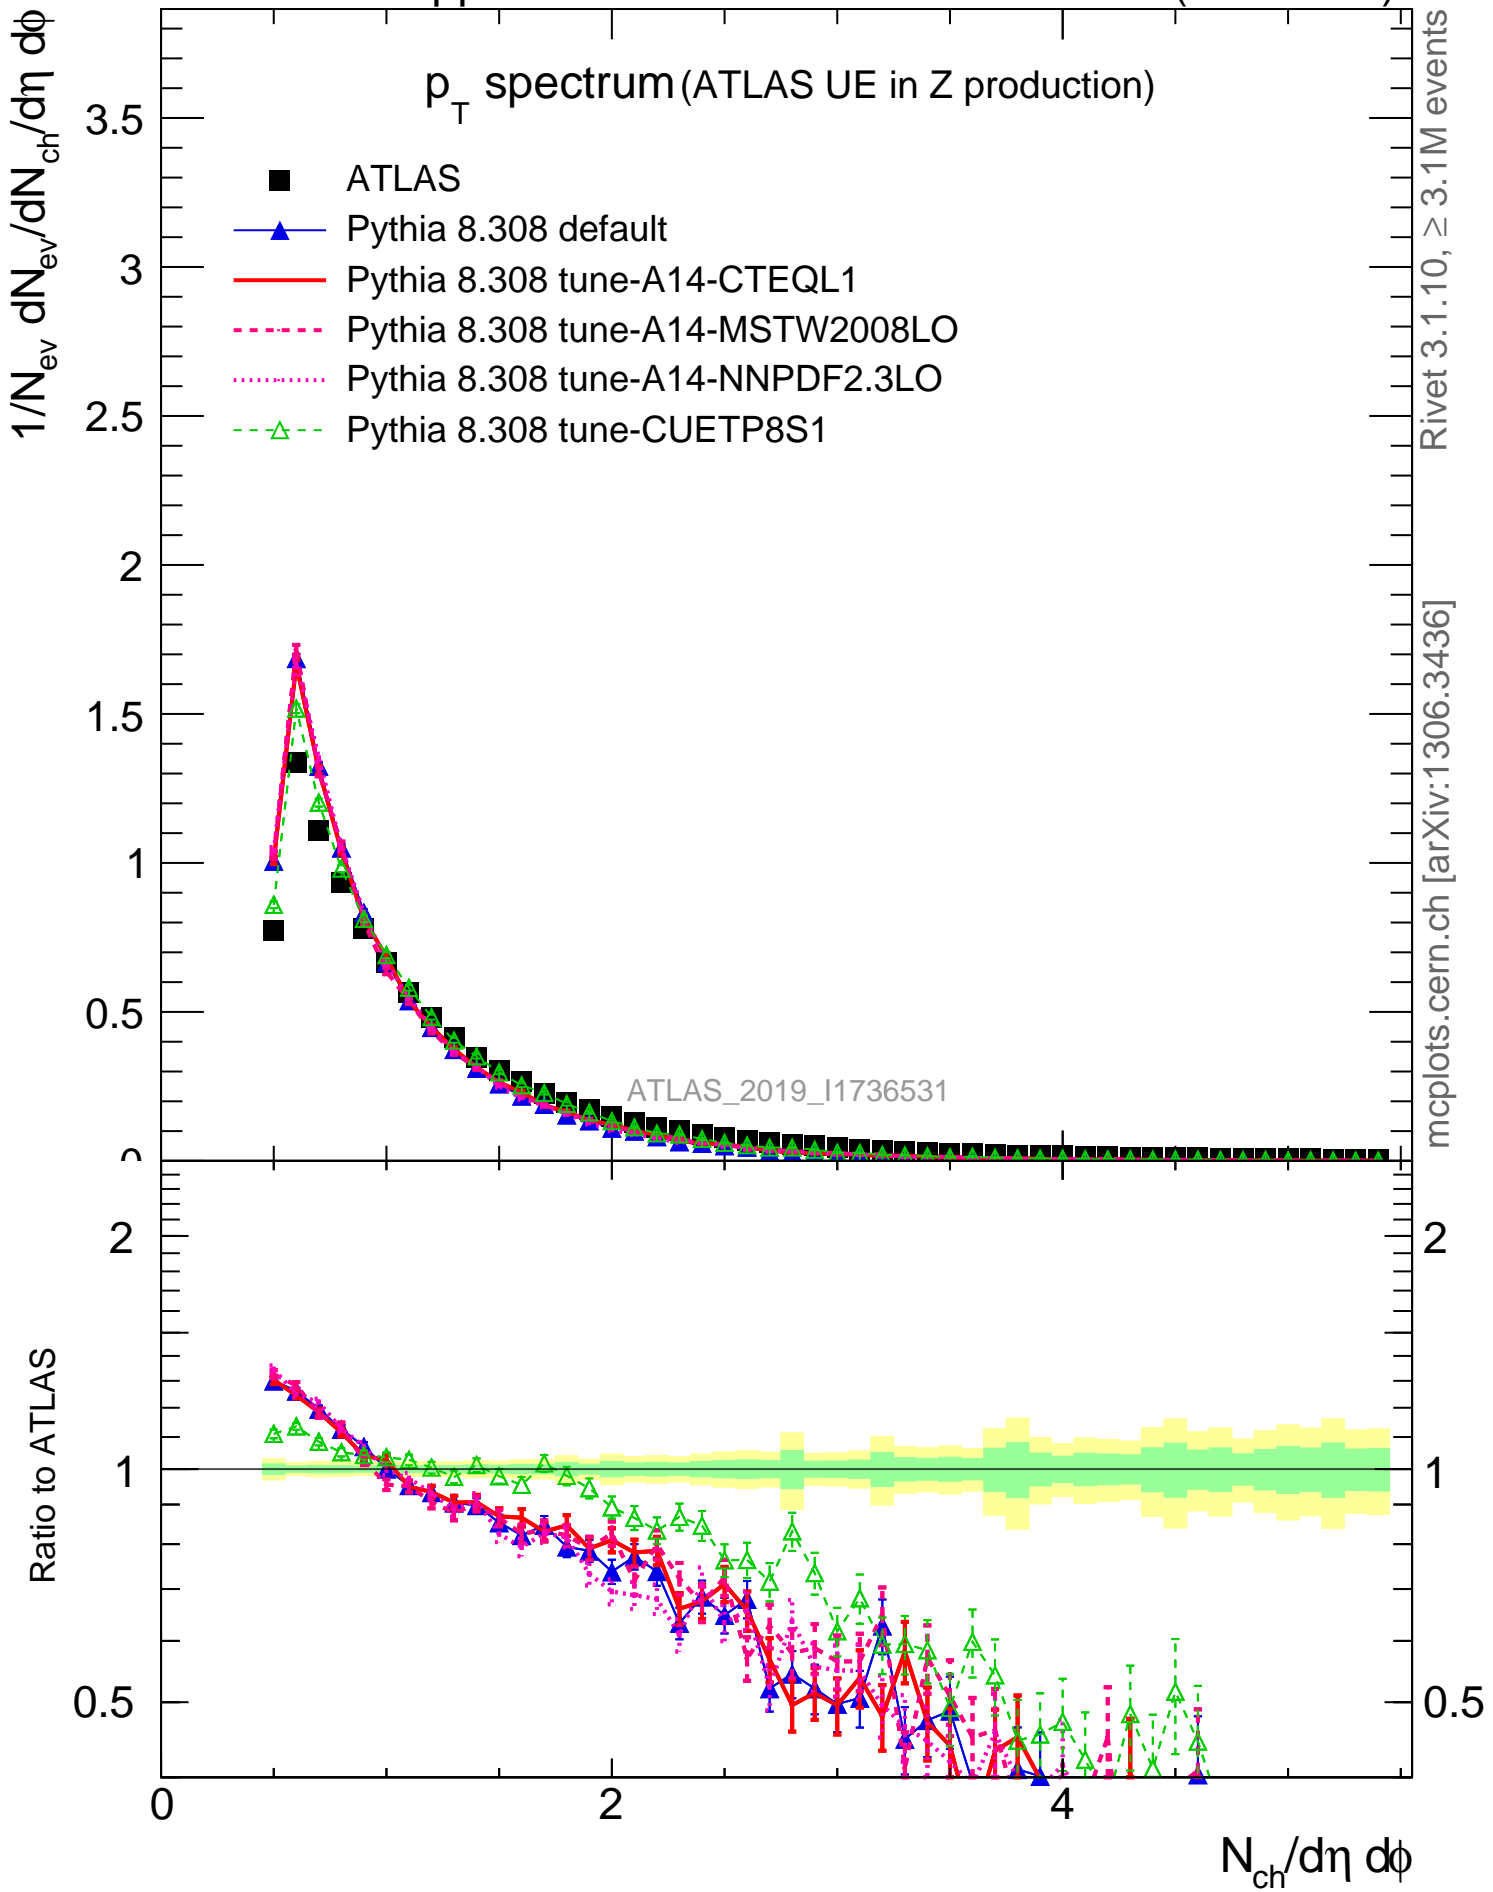 p_T spectrum (ATLAS UE in Z production)
1/N_ev dN_ev/dN_ch/dη dϕ
ATLAS
Pythia 8.308 default
Pythia 8.308 tune-A14-CTEQL1
Pythia 8.308 tune-A14-MSTW2008LO
Pythia 8.308 tune-A14-NNPDF2.3LO
Pythia 8.308 tune-CUETP8S1
3.5
3
2.5
2
1.5
1
0.5
0
ATLAS_2019_I1736531
Rivet 3.1.10, ≥ 3.1M events
mcplots.cern.ch [arXiv:1306.3436]
Ratio to ATLAS
2
1
0.5
2
1
0.5
0
2
4
N_ch/dη dϕ